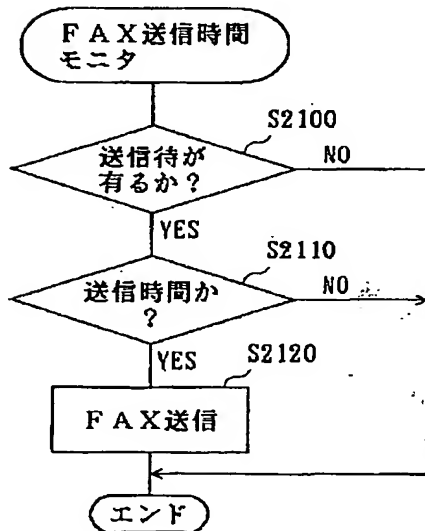 FAX送信時間
モニタ
S2100
送信待が
有るか？
NO
YES
S2110
送信時間か
？
NO
YES
S2120
FAX送信
エンド